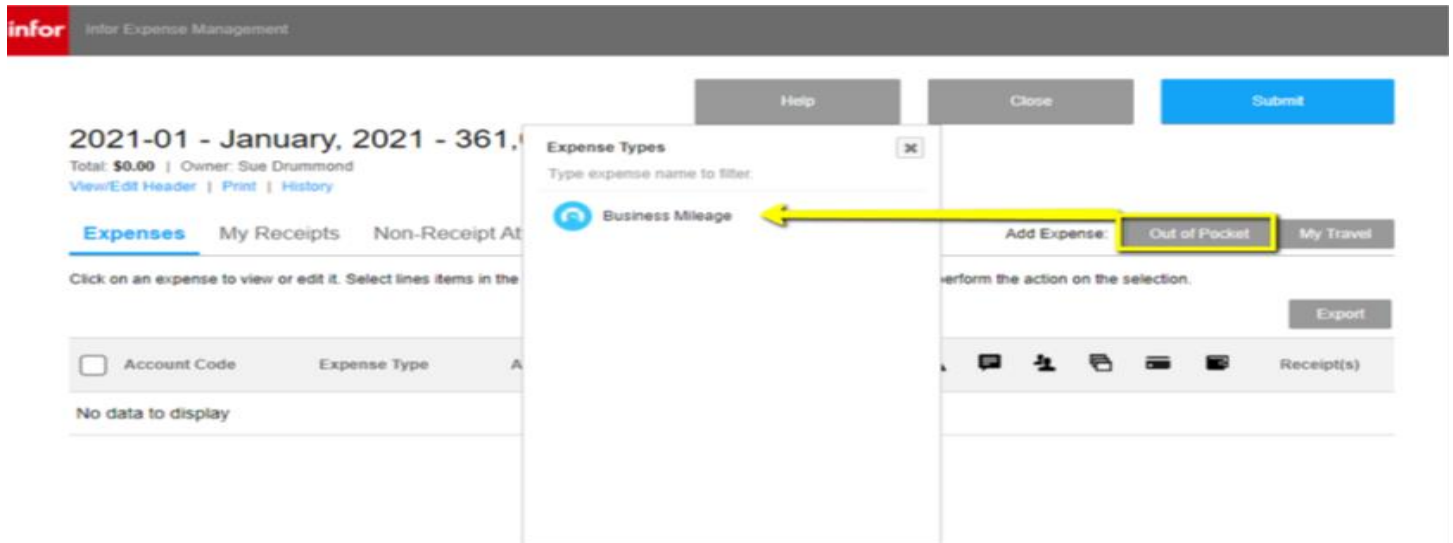 infor Infor Expense Management
Help Close Submit
2021-01 - January, 2021 - 361,
Total: $0.00 | Owner: Sue Drummond
View/Edit Header | Print | History
Expense Types
Type expense name to filter.
Business Mileage
Expenses My Receipts Non-Receipt At
Add Expense: Out of Pocket My Travel
Click on an expense to view or edit it. Select lines items in the
erform the action on the selection.
Export
Account Code Expense Type A
Receipt(s)
No data to display